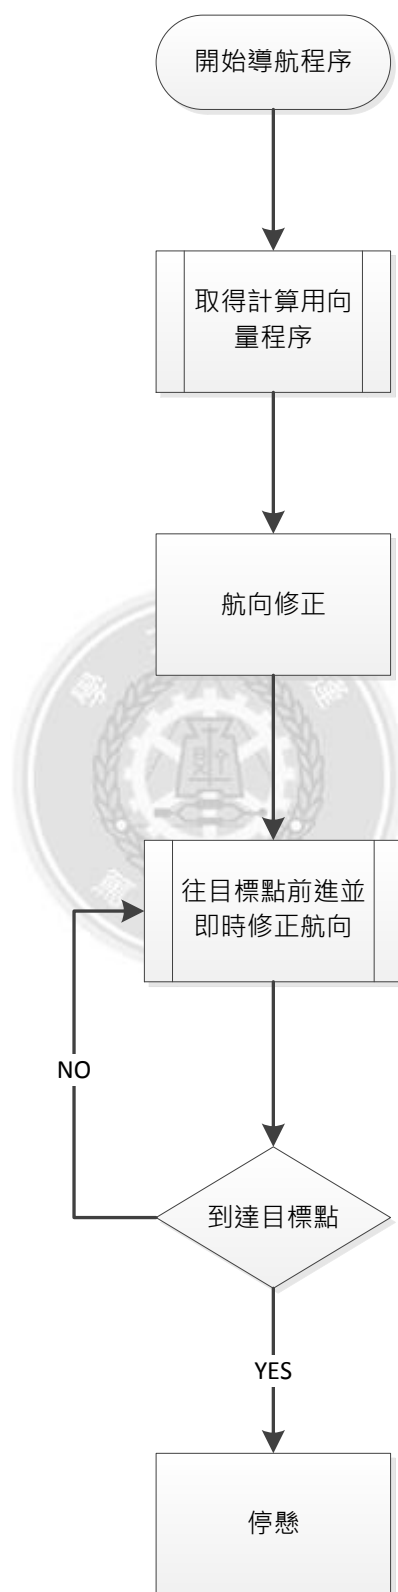 開始導航程序
取得計算用向
量程序
航向修正
往目標點前進並
即時修正航向
NO
到達目標點
YES
停懸